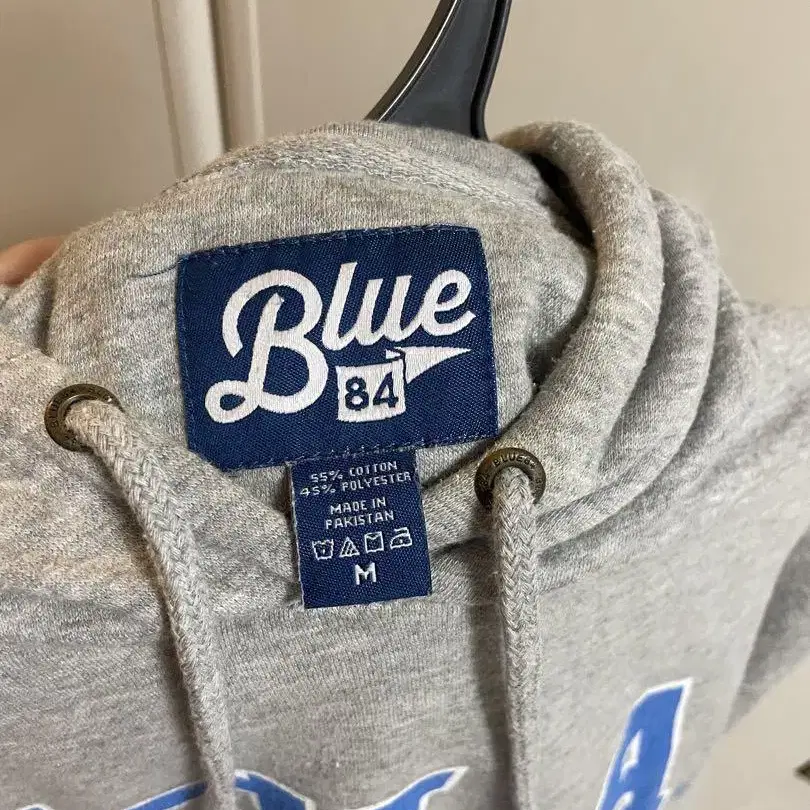 Blue
84
55% COTTON
45% POLYESTER
MADE IN
PAKISTAN
M